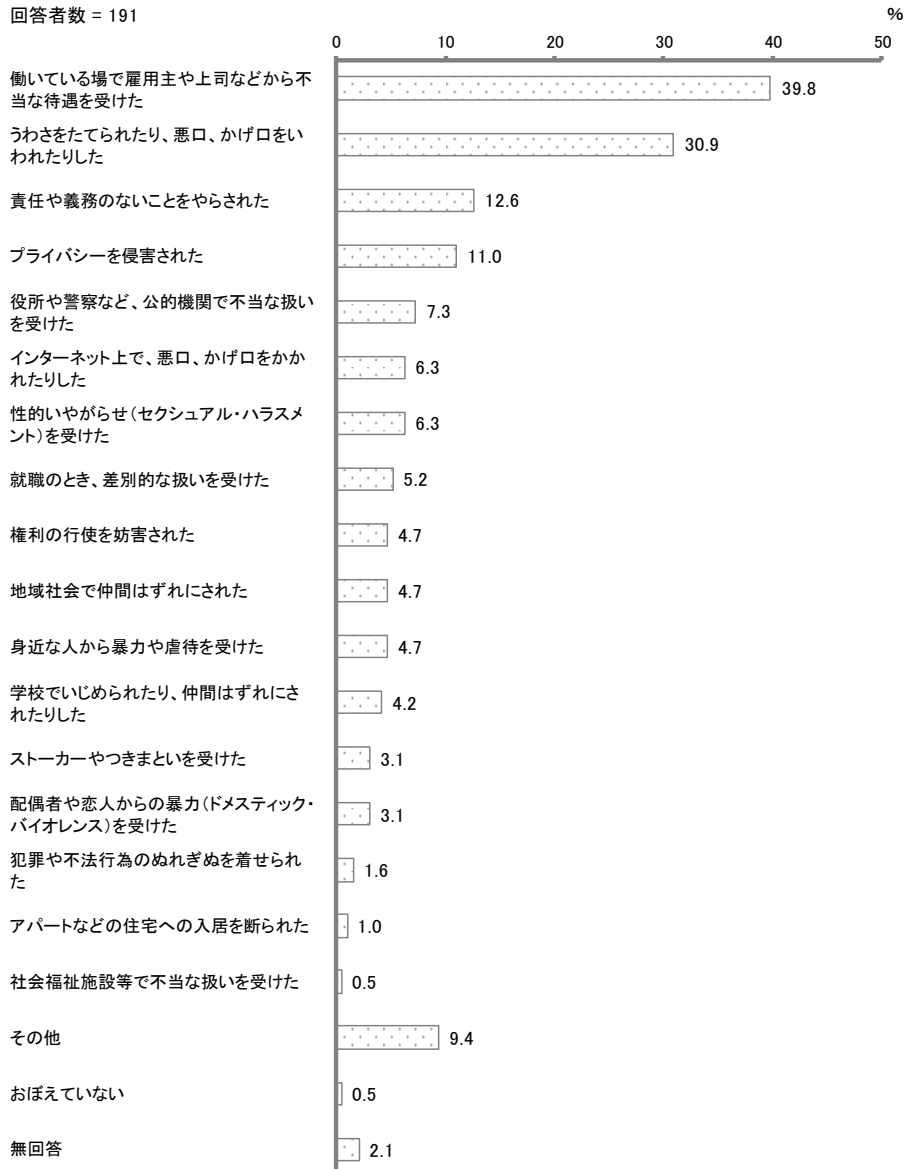 回答者数 = 191
%
0 10 20 30 40 50
働いている場で雇用主や上司などから不
当な待遇を受けた
39.8
うわさをたてられたり、悪口、かげ口をい
われたりした
30.9
責任や義務のないことをやらされた
12.6
プライバシーを侵害された
11.0
役所や警察など、公的機関で不当な扱い
を受けた
7.3
インターネット上で、悪口、かげ口をかか
れたりした
6.3
性的いやがらせ(セクシュアル・ハラスメ
ント)を受けた
6.3
就職のとき、差別的な扱いを受けた
5.2
権利の行使を妨害された
4.7
地域社会で仲間はずれにされた
4.7
身近な人から暴力や虐待を受けた
4.7
学校でいじめられたり、仲間はずれにさ
れたりした
4.2
ストーカーやつきまといを受けた
3.1
配偶者や恋人からの暴力(ドメスティック・
バイオレンス)を受けた
3.1
犯罪や不法行為のぬれぎぬを着せられ
た
1.6
アパートなどの住宅への入居を断られた
1.0
社会福祉施設等で不当な扱いを受けた
0.5
その他
9.4
おぼえていない
0.5
無回答
2.1